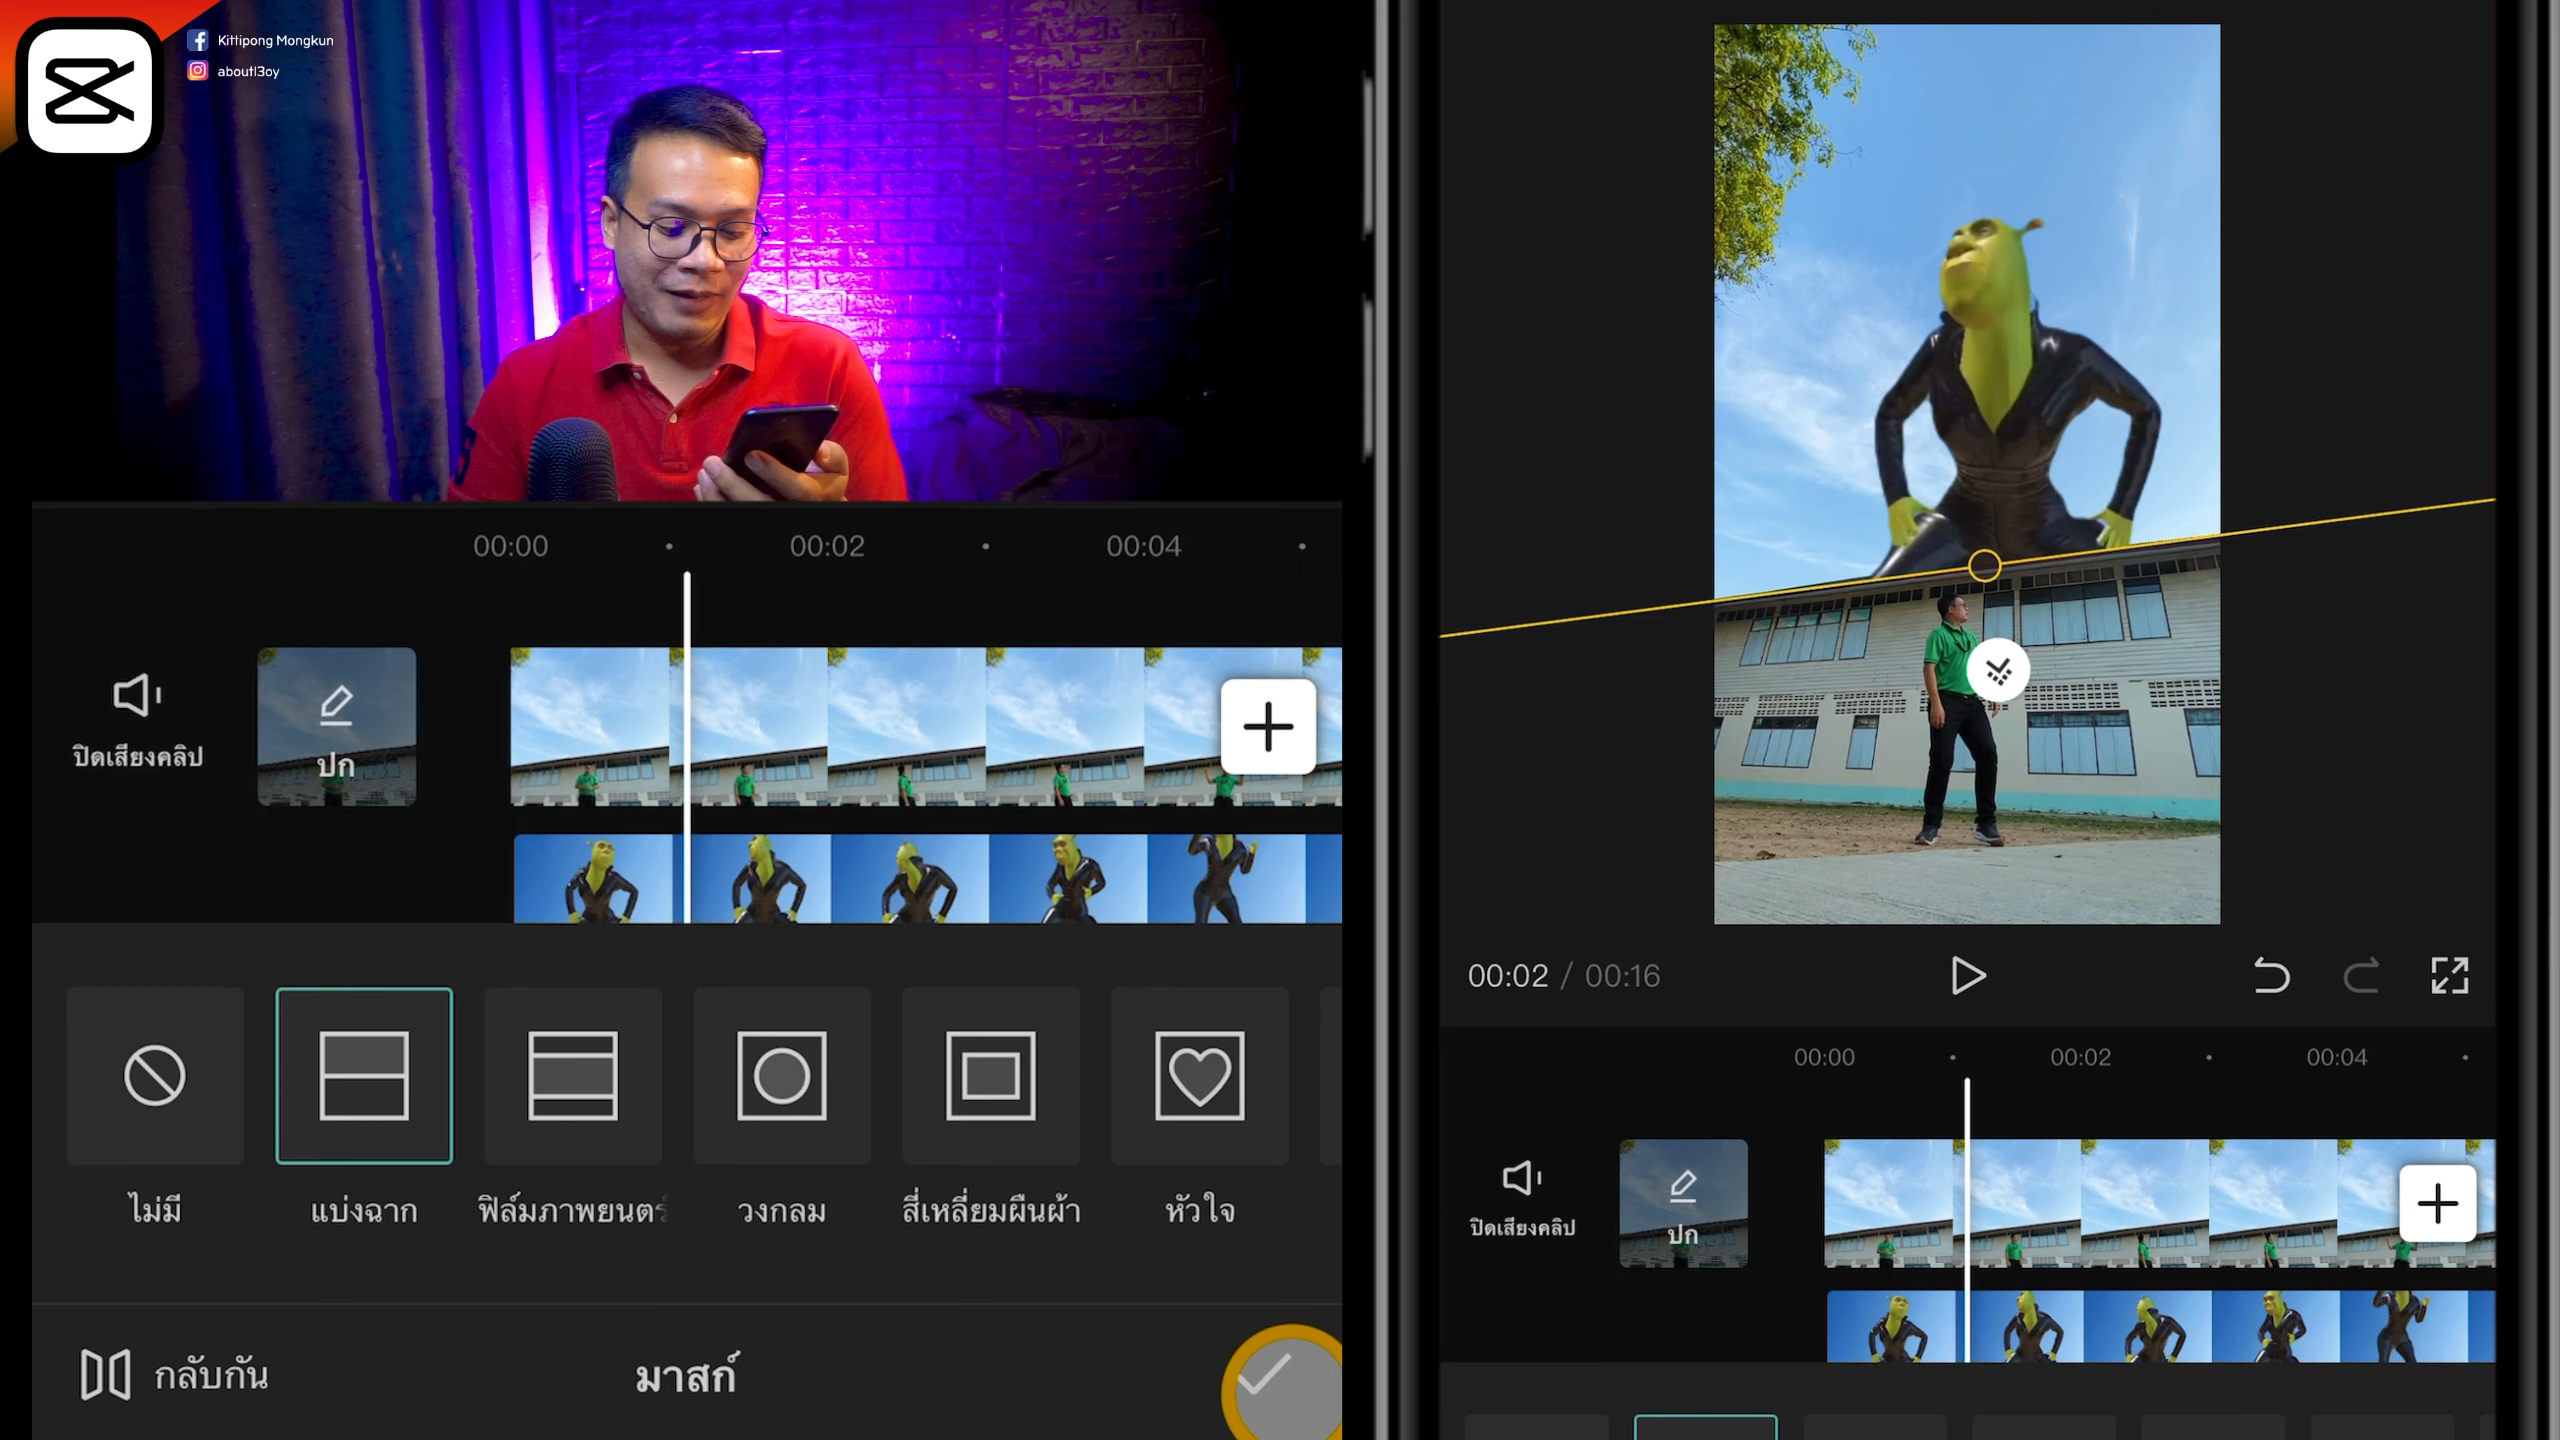 Kittipong Mongkun
aboutl3oy
00:00
00:02
00:04
ปิดเสียงคลิป
ปก
ไม่มี
แบ่งฉาก
ฟิล์มภาพยนตร์
วงกลม
สี่เหลี่ยมผืนผ้า
หัวใจ
กลับกัน
มาสก์
00:02 / 00:16
00:00
00:02
00:04
ปิดเสียงคลิป
ปก